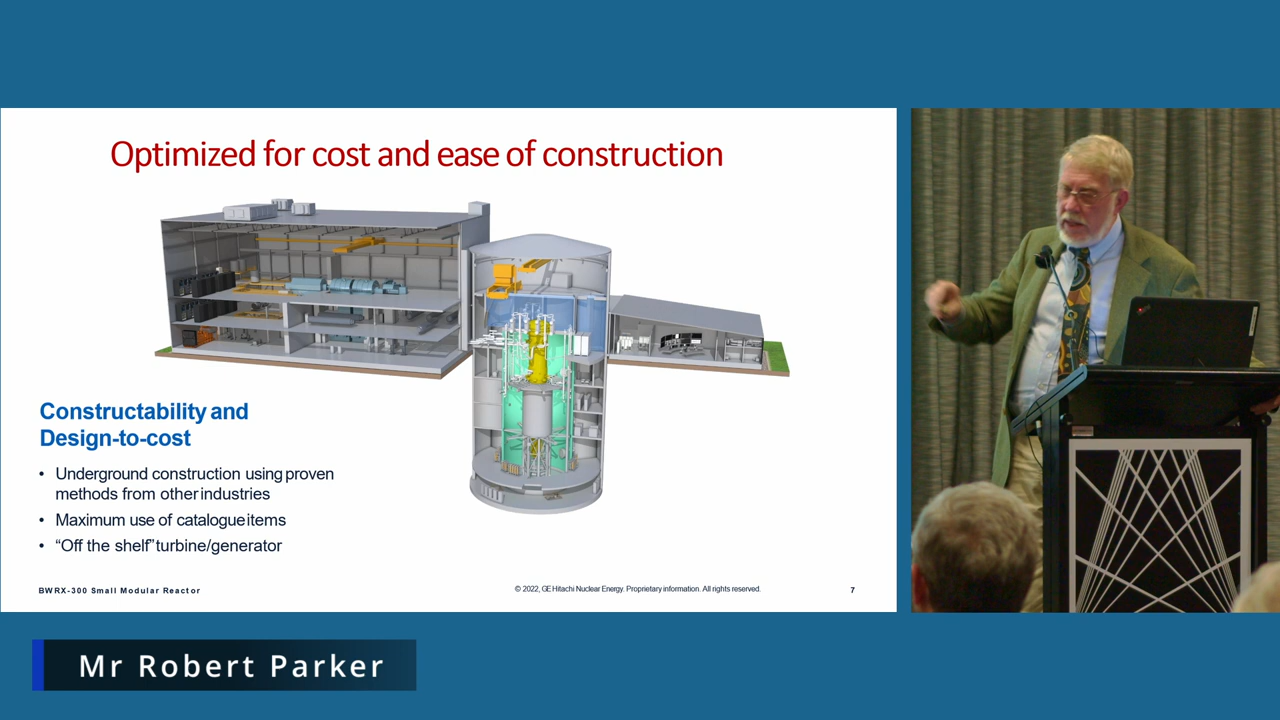 Optimized for cost and ease of construction
Constructability and
Design-to-cost
• Underground construction using proven
methods from other industries
• Maximum use of catalogue items
• “Off the shelf” turbine/generator
BWRX-300 Small Modular Reactor
© 2022, GE Hitachi Nuclear Energy. Proprietary information. All rights reserved.
7
Mr Robert Parker